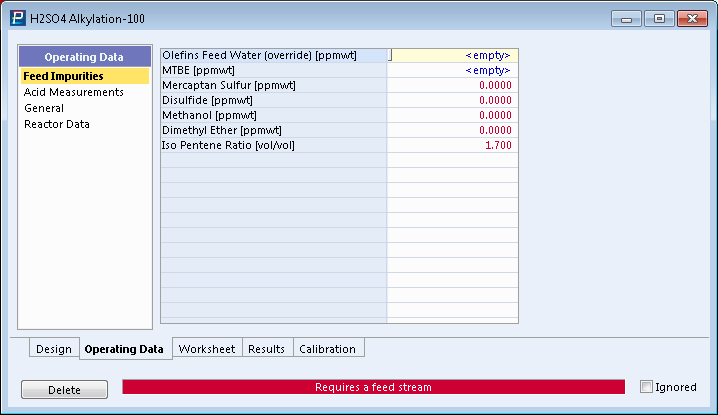 H2SO4 Alkylation-100
Operating Data
Feed Impurities
Acid Measurements
General
Reactor Data
Olefins Feed Water (override) [ppmwt] <empty>
MTBE [ppmwt] <empty>
Mercaptan Sulfur [ppmwt] 0.0000
Disulfide [ppmwt] 0.0000
Methanol [ppmwt] 0.0000
Dimethyl Ether [ppmwt] 0.0000
Iso Pentene Ratio [vol/vol] 1.700
Design Operating Data Worksheet Results Calibration
Delete Requires a feed stream Ignored